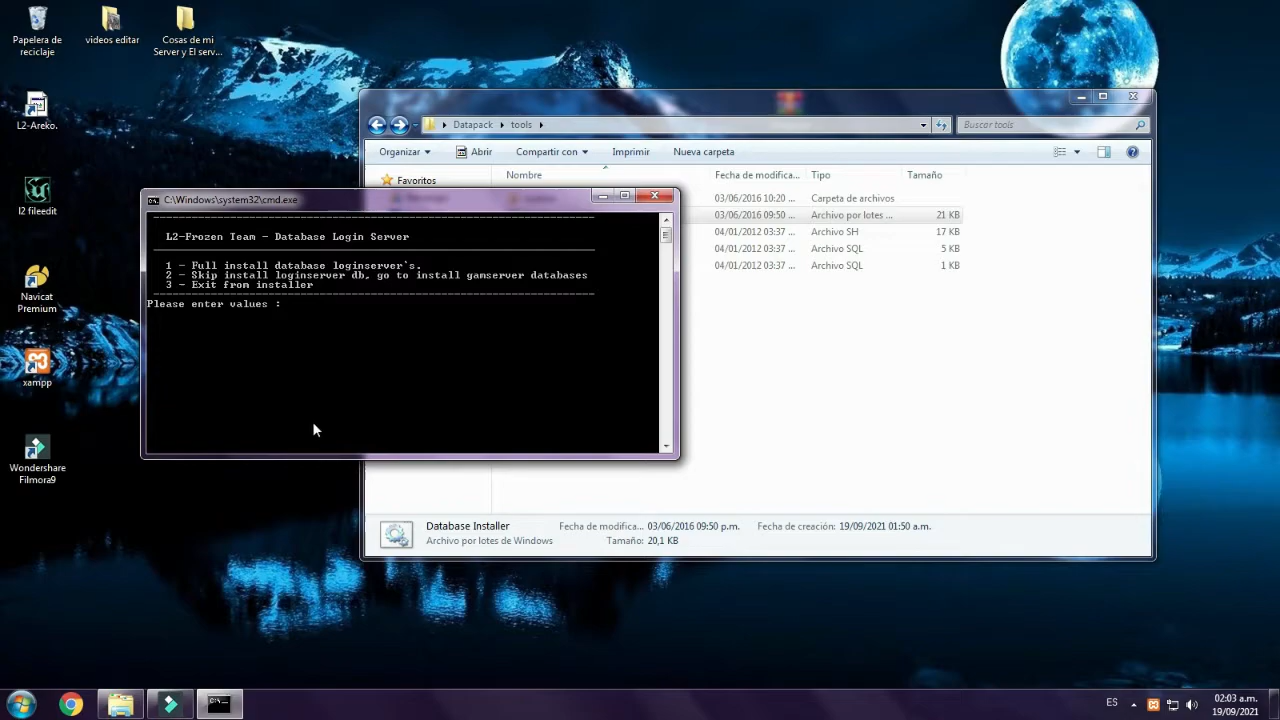 Papelera de
reciclaje
videos editar
Cosas de mi
Server y El serv...
L2-Areko.
l2 fileedit
Navicat
Premium
xampp
Wondershare
Filmora9
Datapack
tools
Buscar tools
Organizar
Abrir
Compartir con
Imprimir
Nueva carpeta
Favoritos
Nombre
Fecha de modifica...
Tipo
Tamaño
03/06/2016 10:20 ...
Carpeta de archivos
03/06/2016 09:50 ...
Archivo por lotes ...
21 KB
04/01/2012 03:37 ...
Archivo SH
17 KB
04/01/2012 03:37 ...
Archivo SQL
5 KB
04/01/2012 03:37 ...
Archivo SQL
1 KB
C:\Windows\system32\cmd.exe
L2-Frozen Team - Database Login Server
1 - Full install database loginserver`s.
2 - Skip install loginserver db, go to install gamserver databases
3 - Exit from installer
Please enter values :
Database Installer
Fecha de modifica... 03/06/2016 09:50 p.m.
Fecha de creación: 19/09/2021 01:50 a.m.
Archivo por lotes de Windows
Tamaño: 20,1 KB
ES
02:03 a.m.
19/09/2021